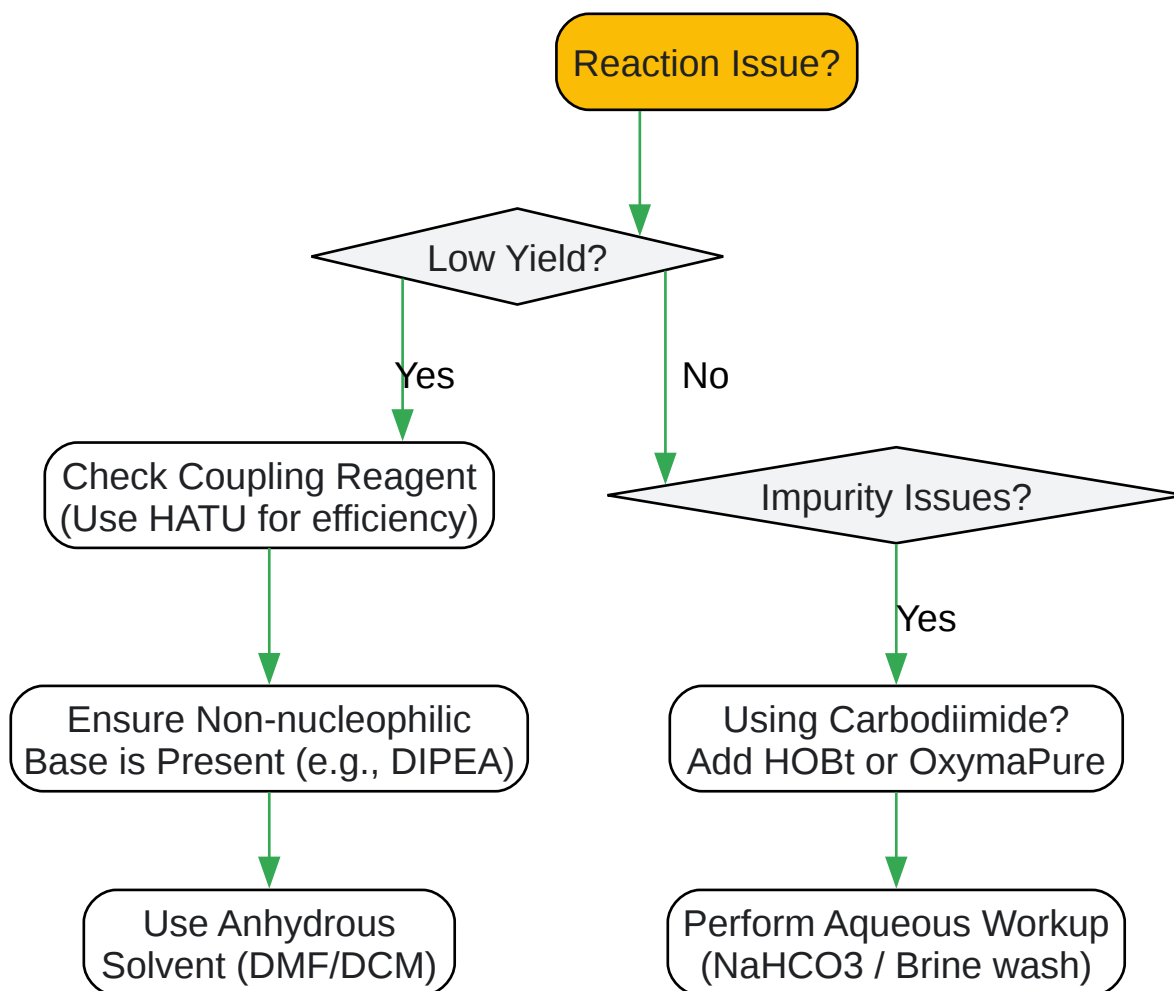 Reaction Issue?
Low Yield?
Yes
No
Check Coupling Reagent
(Use HATU for efficiency)
Impurity Issues?
Yes
Ensure Non-nucleophilic
Base is Present (e.g., DIPEA)
Using Carbodiimide?
Add HOBt or OxymaPure
Use Anhydrous
Solvent (DMF/DCM)
Perform Aqueous Workup
(NaHCO3 / Brine wash)